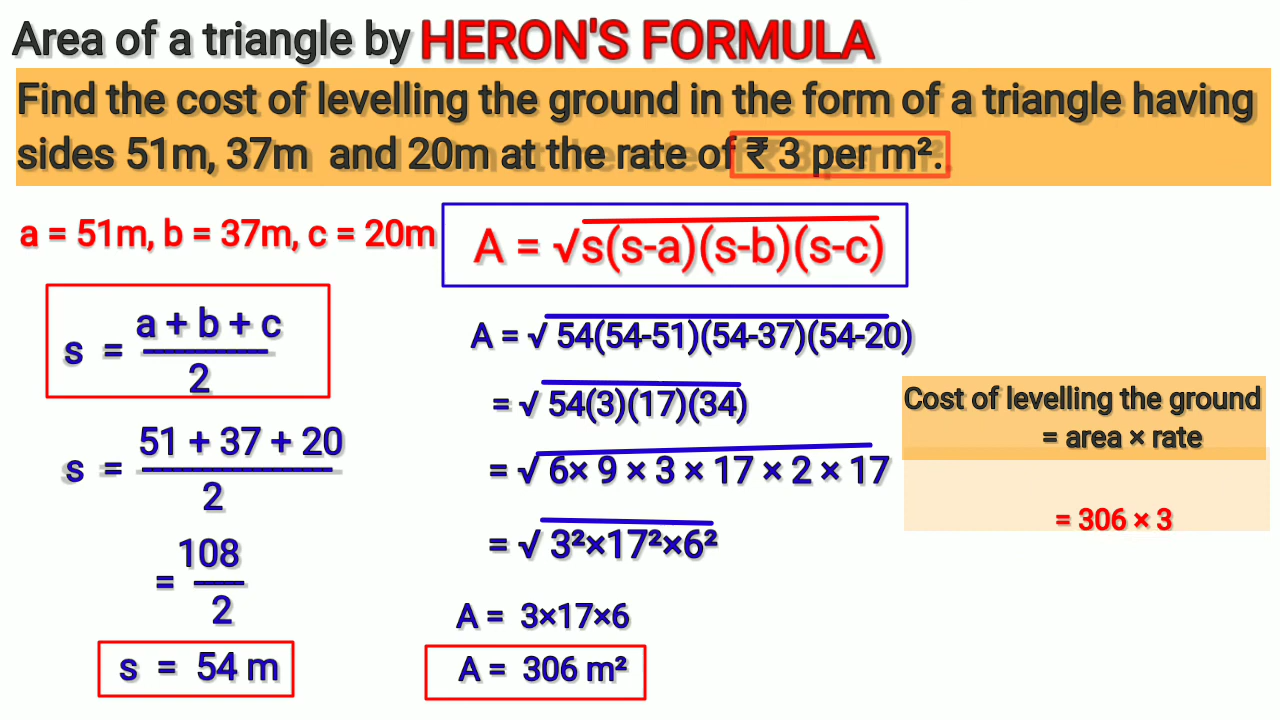 Area of a triangle by HERON'S FORMULA
Find the cost of levelling the ground in the form of a triangle having
sides 51m, 37m and 20m at the rate of ₹ 3 per m².
a = 51m, b = 37m, c = 20m
s = a + b + c
2
s = 51 + 37 + 20
2
= 108
2
s = 54 m
A = √s(s-a)(s-b)(s-c)
A = √ 54(54-51)(54-37)(54-20)
= √ 54(3)(17)(34)
= √ 6× 9 × 3 × 17 × 2 × 17
= √ 3²×17²×6²
A = 3×17×6
A = 306 m²
Cost of levelling the ground
= area × rate
= 306 × 3